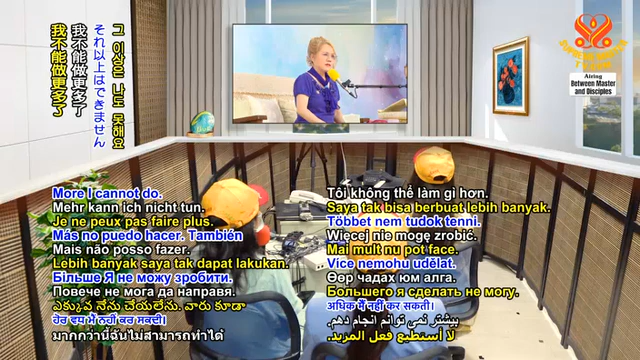 그 이상은 나도 못해요
それ以上はできません
我不能做更多了
我不能做更多了
SUPREME MASTER TV
Airing
Between Master
and Disciples
More I cannot do.
Mehr kann ich nicht tun.
Je ne peux pas faire plus.
Más no puedo hacer. También
Mais não posso fazer.
Lebih banyak saya tak dapat lakukan.
Більше Я не можу зробити.
Повече не мога да направя.
ఎక్కువ నేను చేయలేను. వారు కూడా
ਹੋਰ ਵਧ ਮੈਂ ਨਹੀਂ ਕਰ ਸਕਦੀ।
มากกว่านี้ฉันไม่สามารถทำได้
Tôi không thể làm gì hơn.
Saya tak bisa berbuat lebih banyak.
Többet nem tudok tenni.
Więcej nie mogę zrobić.
Mai mult nu pot face.
Více nemohu udělat.
Өөр чадах юм алга.
Большего я сделать не могу.
अधिक मैं नहीं कर सकती।
بیشتر نمی توانم انجام دهم.
لا أستطيع فعل المزيد.